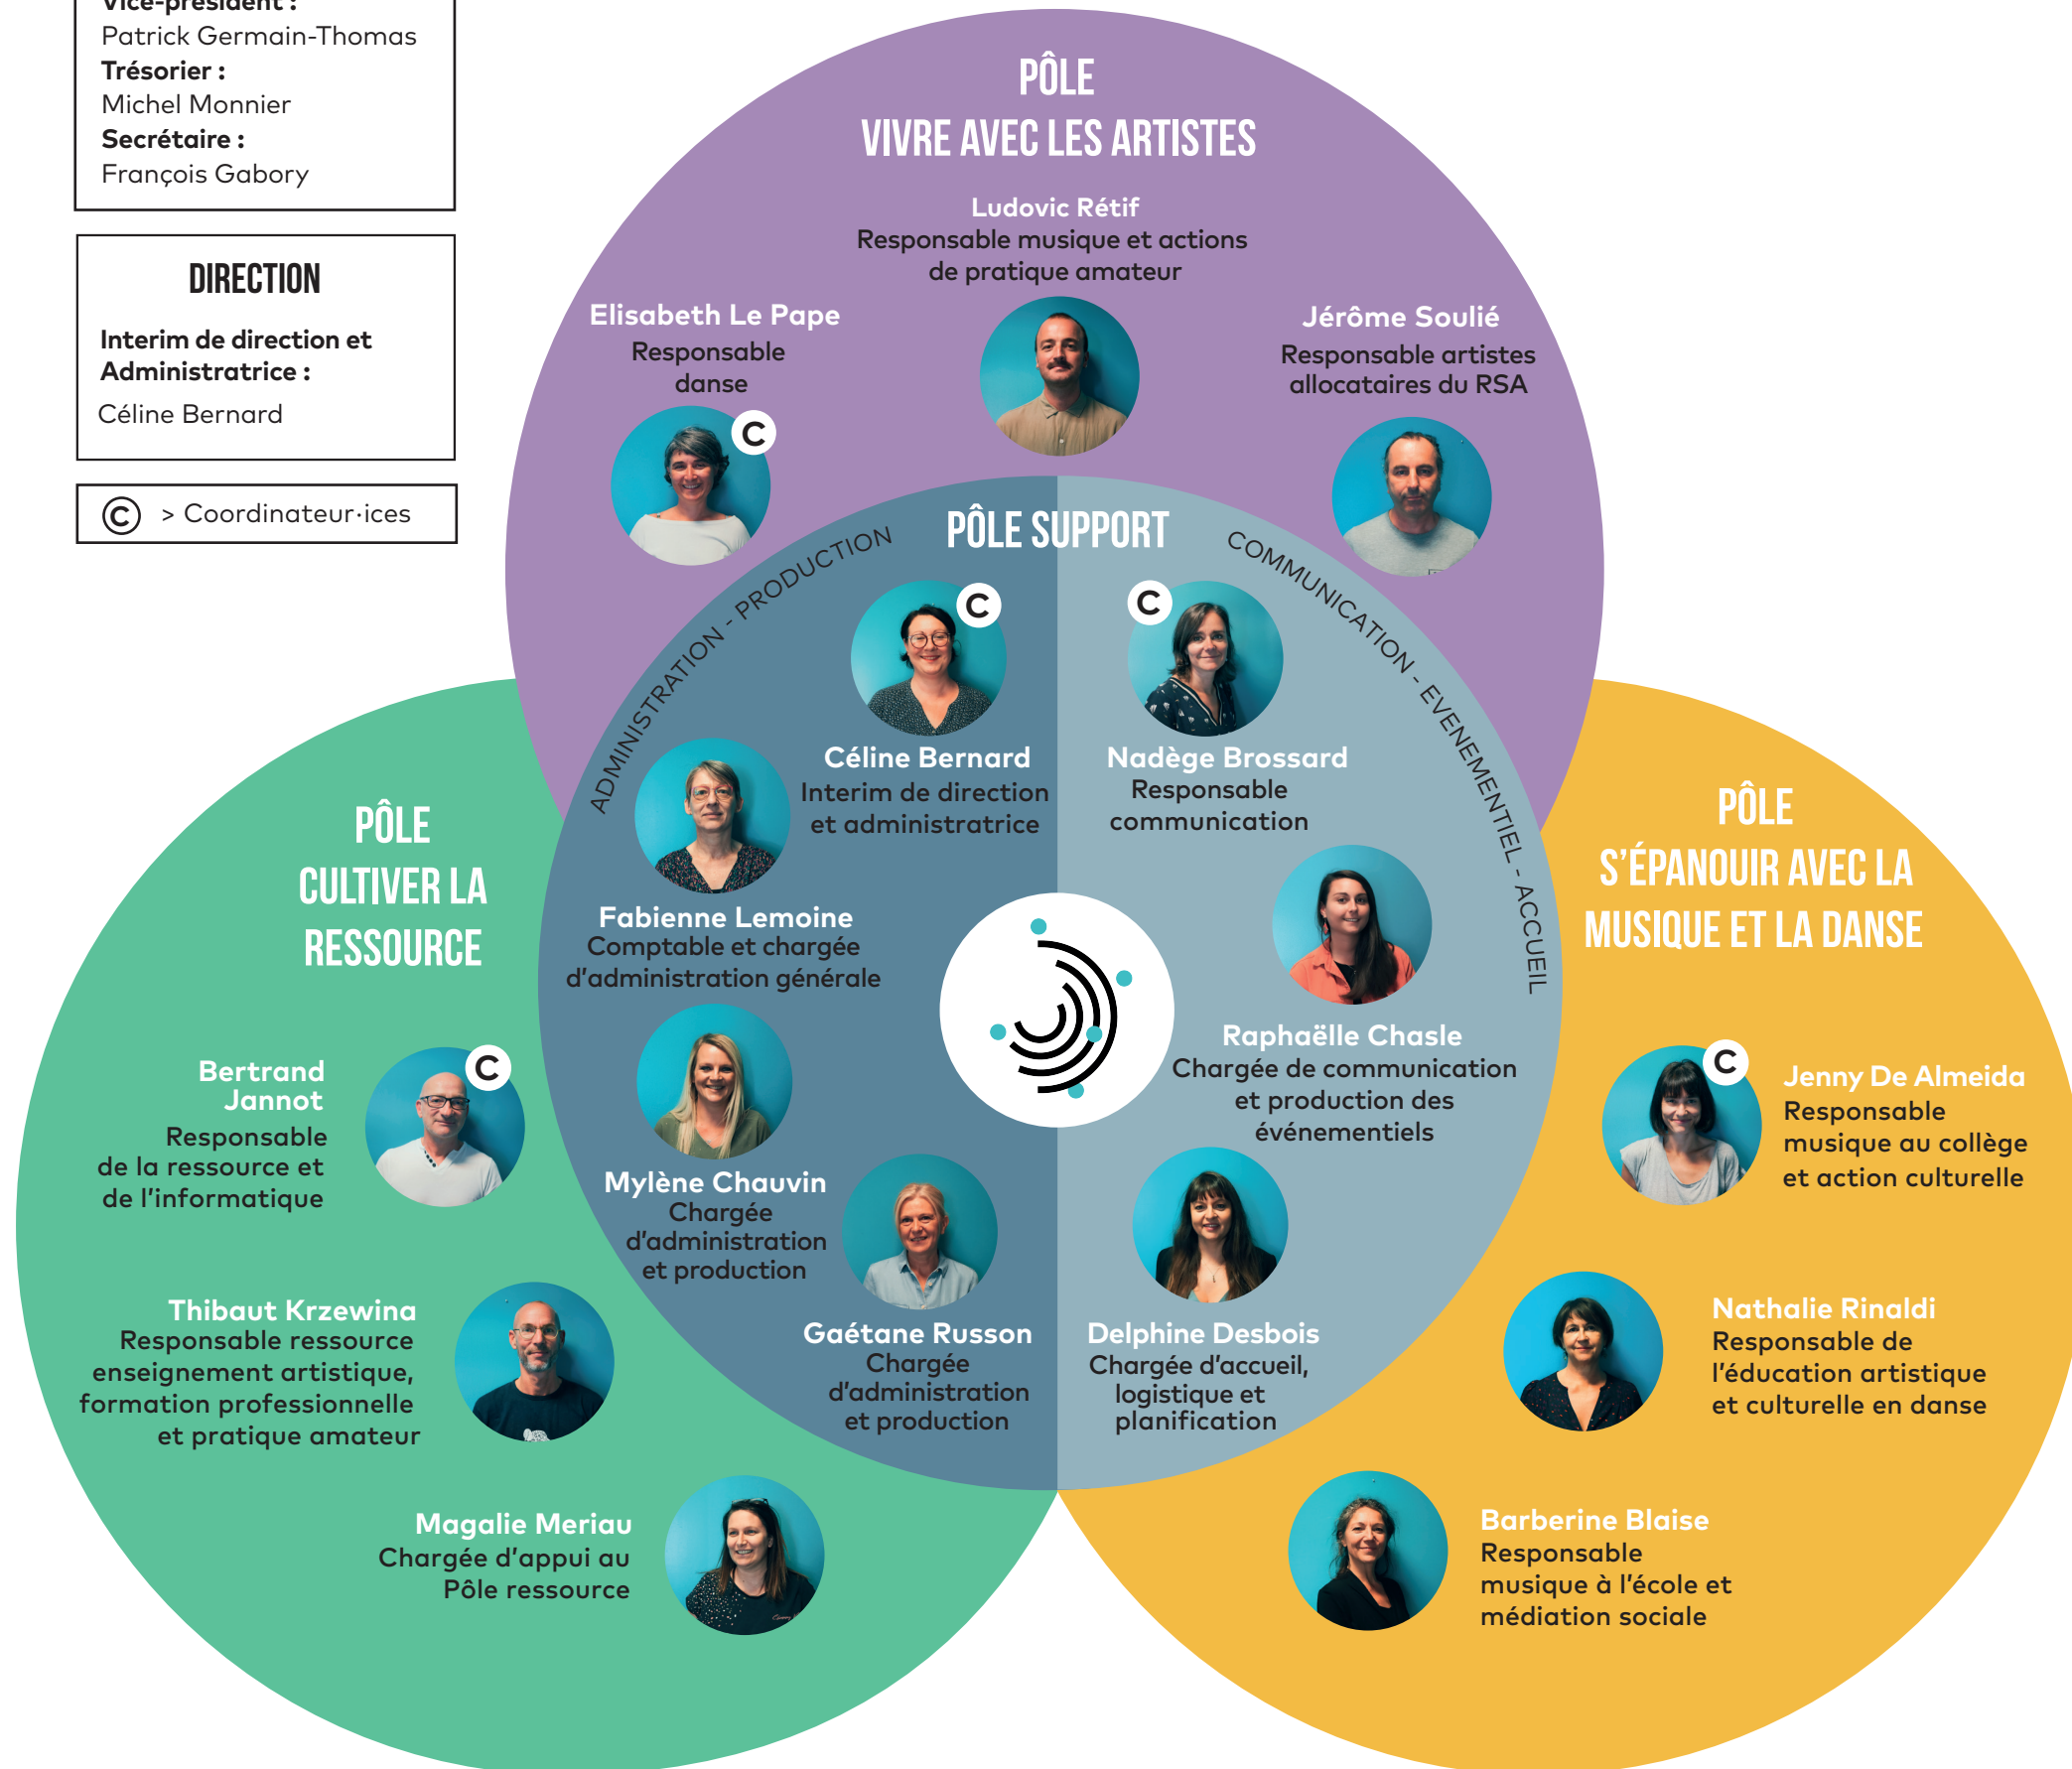 Vice-président :
Patrick Germain-Thomas
Trésorier :
Michel Monnier
Secrétaire :
François Gabory
DIRECTION
Interim de direction et
Administratrice :
Céline Bernard
C > Coordinateur·ices
PÔLE
VIVRE AVEC LES ARTISTES
Ludovic Rétif
Responsable musique et actions
de pratique amateur
Elisabeth Le Pape
Responsable
danse
C
Jérôme Soulié
Responsable artistes
allocataires du RSA
PÔLE SUPPORT
ADMINISTRATION - PRODUCTION
COMMUNICATION - EVENEMENTIEL - ACCUEIL
C
Céline Bernard
Interim de direction
et administratrice
C
Nadège Brossard
Responsable
communication
Fabienne Lemoine
Comptable et chargée
d'administration générale
Raphaëlle Chasle
Chargée de communication
et production des
événementiels
Mylène Chauvin
Chargée
d'administration
et production
Gaétane Russon
Chargée
d'administration
et production
Delphine Desbois
Chargée d'accueil,
logistique et
planification
PÔLE
CULTIVER LA
RESSOURCE
C
Bertrand
Jannot
Responsable
de la ressource et
de l'informatique
Thibaut Krzewina
Responsable ressource
enseignement artistique,
formation professionnelle
et pratique amateur
Magalie Meriau
Chargée d'appui au
Pôle ressource
PÔLE
S'ÉPANOUIR AVEC LA
MUSIQUE ET LA DANSE
C
Jenny De Almeida
Responsable
musique au collège
et action culturelle
Nathalie Rinaldi
Responsable de
l'éducation artistique
et culturelle en danse
Barberine Blaise
Responsable
musique à l'école et
médiation sociale